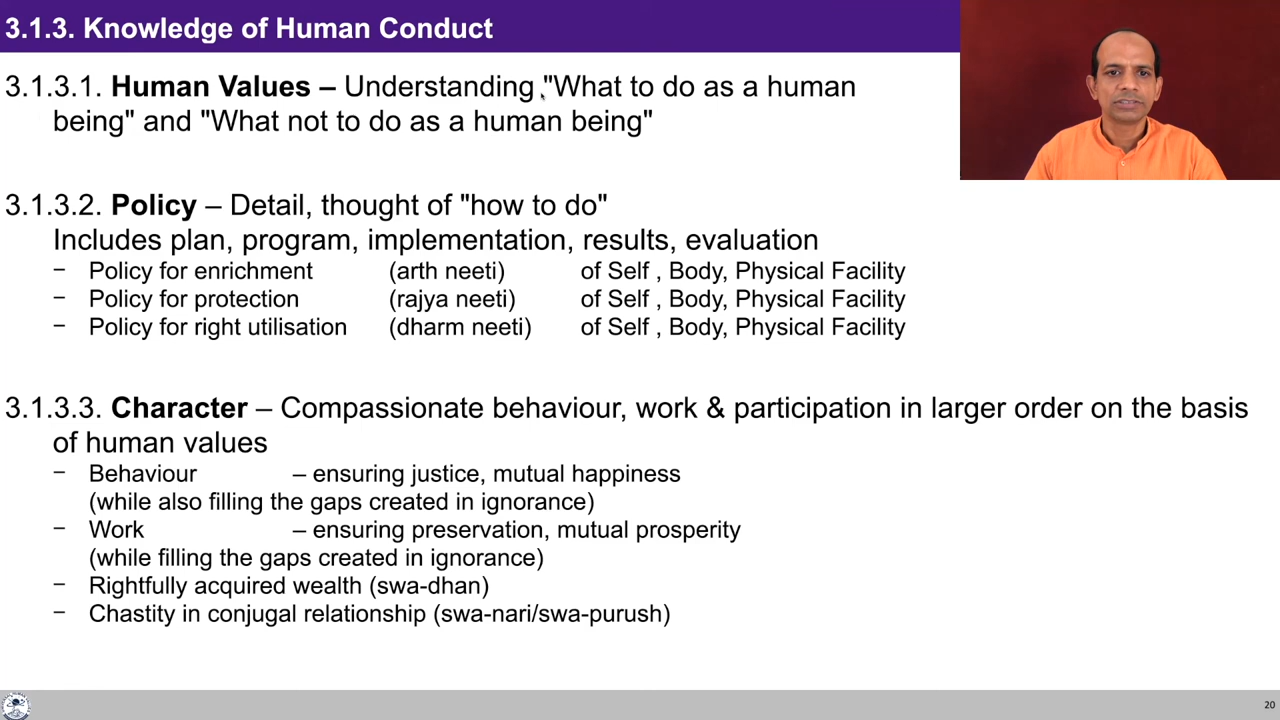 3.1.3. Knowledge of Human Conduct
3.1.3.1. Human Values – Understanding "What to do as a human
being" and "What not to do as a human being"
3.1.3.2. Policy – Detail, thought of "how to do"
Includes plan, program, implementation, results, evaluation
– Policy for enrichment (arth neeti) of Self , Body, Physical Facility
– Policy for protection (rajya neeti) of Self , Body, Physical Facility
– Policy for right utilisation (dharm neeti) of Self , Body, Physical Facility
3.1.3.3. Character – Compassionate behaviour, work & participation in larger order on the basis
of human values
– Behaviour – ensuring justice, mutual happiness
(while also filling the gaps created in ignorance)
– Work – ensuring preservation, mutual prosperity
(while filling the gaps created in ignorance)
– Rightfully acquired wealth (swa-dhan)
– Chastity in conjugal relationship (swa-nari/swa-purush)
20